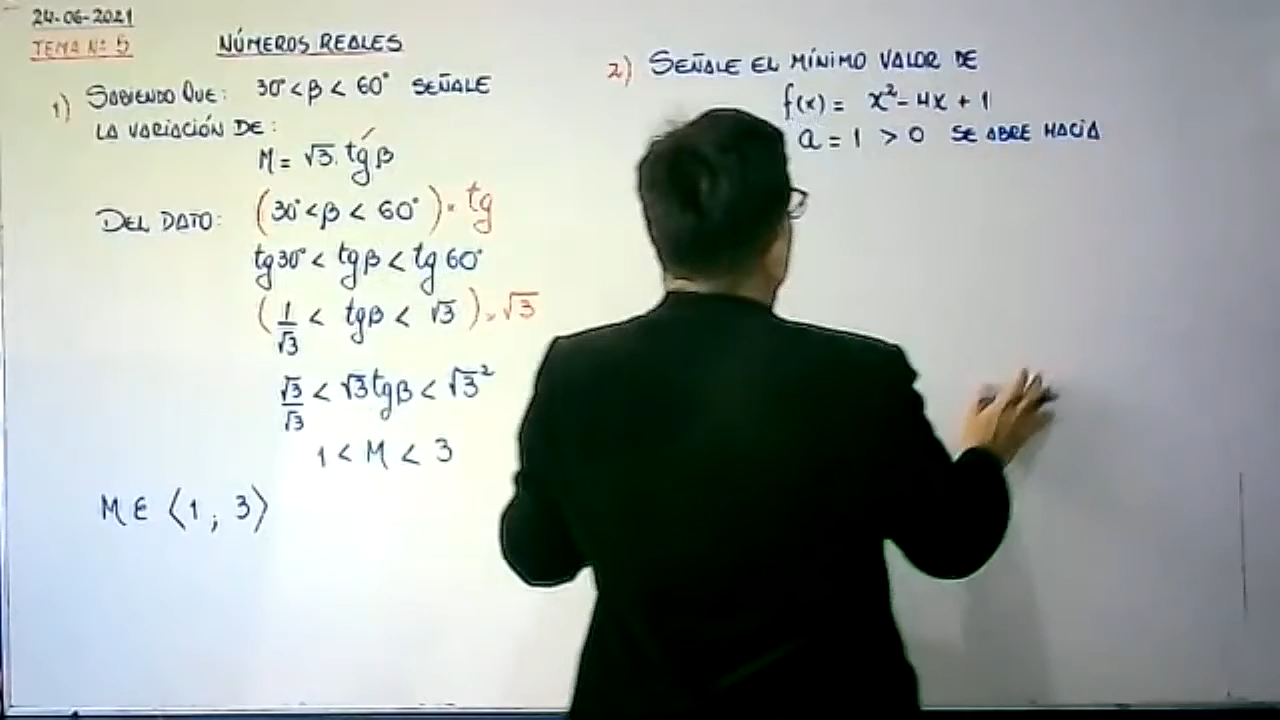 24-06-2021
TEMA Nº 5
NÚMEROS REALES
1) SABIENDO QUE: 30° < β < 60° SEÑALE
LA VARIACIÓN DE:
M = √3. tgβ
DEL DATO: (30° < β < 60°). tg
tg30° < tgβ < tg60°
(1/√3 < tgβ < √3). √3
√3/√3 < √3tgβ < √3²
1 < M < 3
M ∈ ⟨1; 3⟩
2) SEÑALE EL MÍNIMO VALOR DE
f(x) = x² - 4x + 1
a = 1 > 0 SE ABRE HACIA